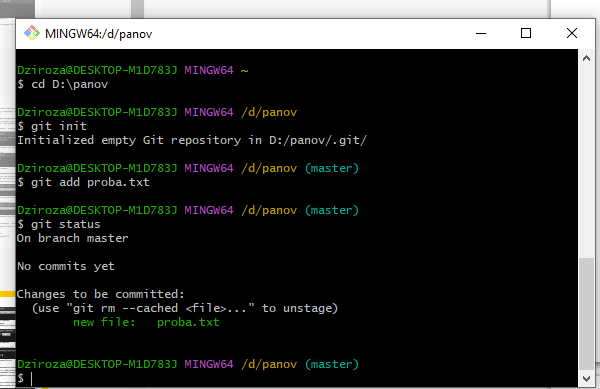 MINGW64:/d/panov
Dziroza@DESKTOP-M1D783J MINGW64 ~
$ cd D:\panov
Dziroza@DESKTOP-M1D783J MINGW64 /d/panov
$ git init
Initialized empty Git repository in D:/panov/.git/
Dziroza@DESKTOP-M1D783J MINGW64 /d/panov (master)
$ git add proba.txt
Dziroza@DESKTOP-M1D783J MINGW64 /d/panov (master)
$ git status
On branch master
No commits yet
Changes to be committed:
  (use "git rm --cached <file>..." to unstage)
        new file:   proba.txt
Dziroza@DESKTOP-M1D783J MINGW64 /d/panov (master)
$